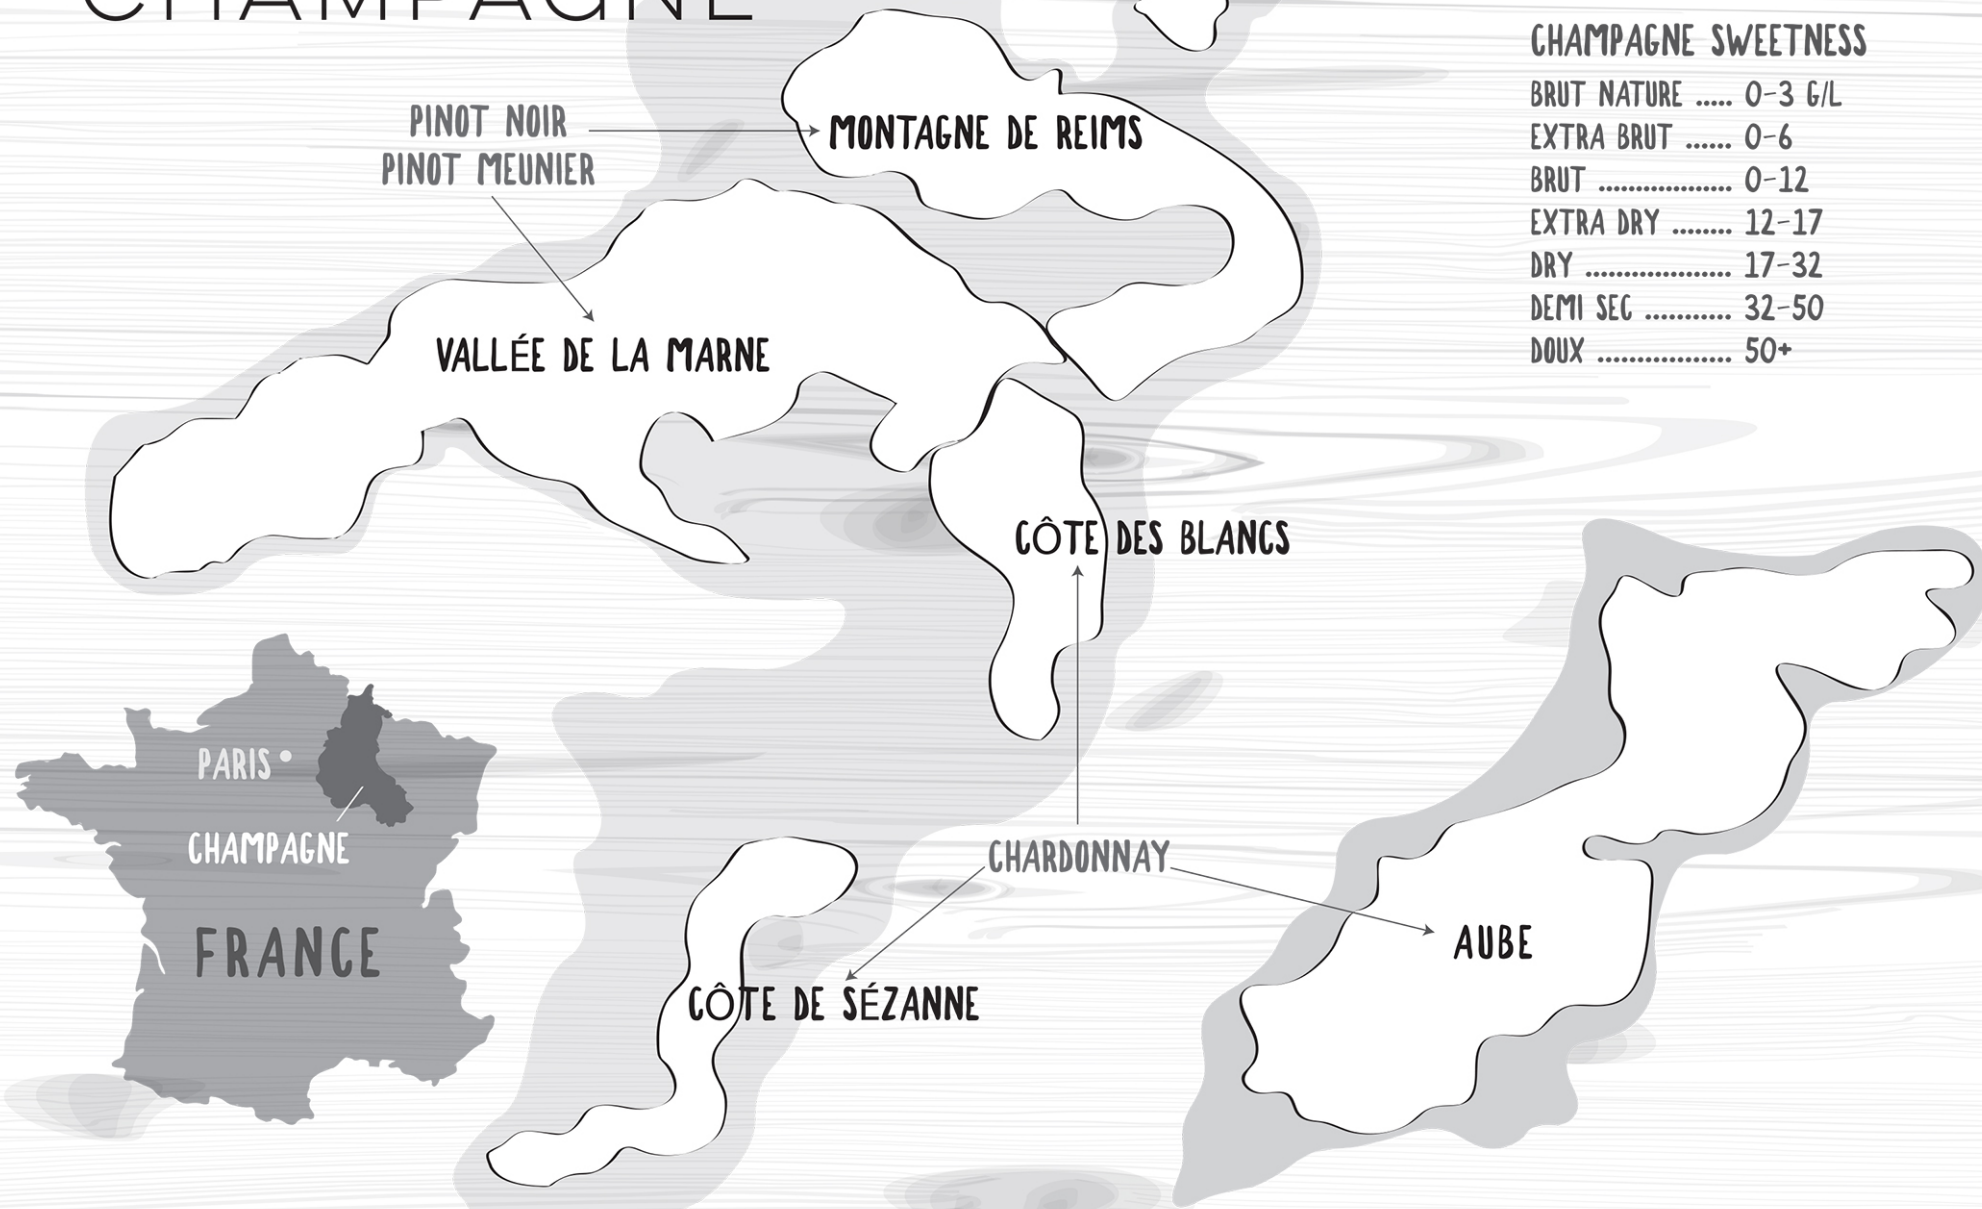 CHAMPAGNE
CHAMPAGNE SWEETNESS
BRUT NATURE ..... 0-3 G/L
EXTRA BRUT ...... 0-6
BRUT .................. 0-12
EXTRA DRY ........ 12-17
DRY .................... 17-32
DEMI SEC ........... 32-50
DOUX ................. 50+
PINOT NOIR
PINOT MEUNIER
MONTAGNE DE REIMS
VALLÉE DE LA MARNE
CÔTE DES BLANCS
PARIS
CHAMPAGNE
FRANCE
CHARDONNAY
AUBE
CÔTE DE SÉZANNE